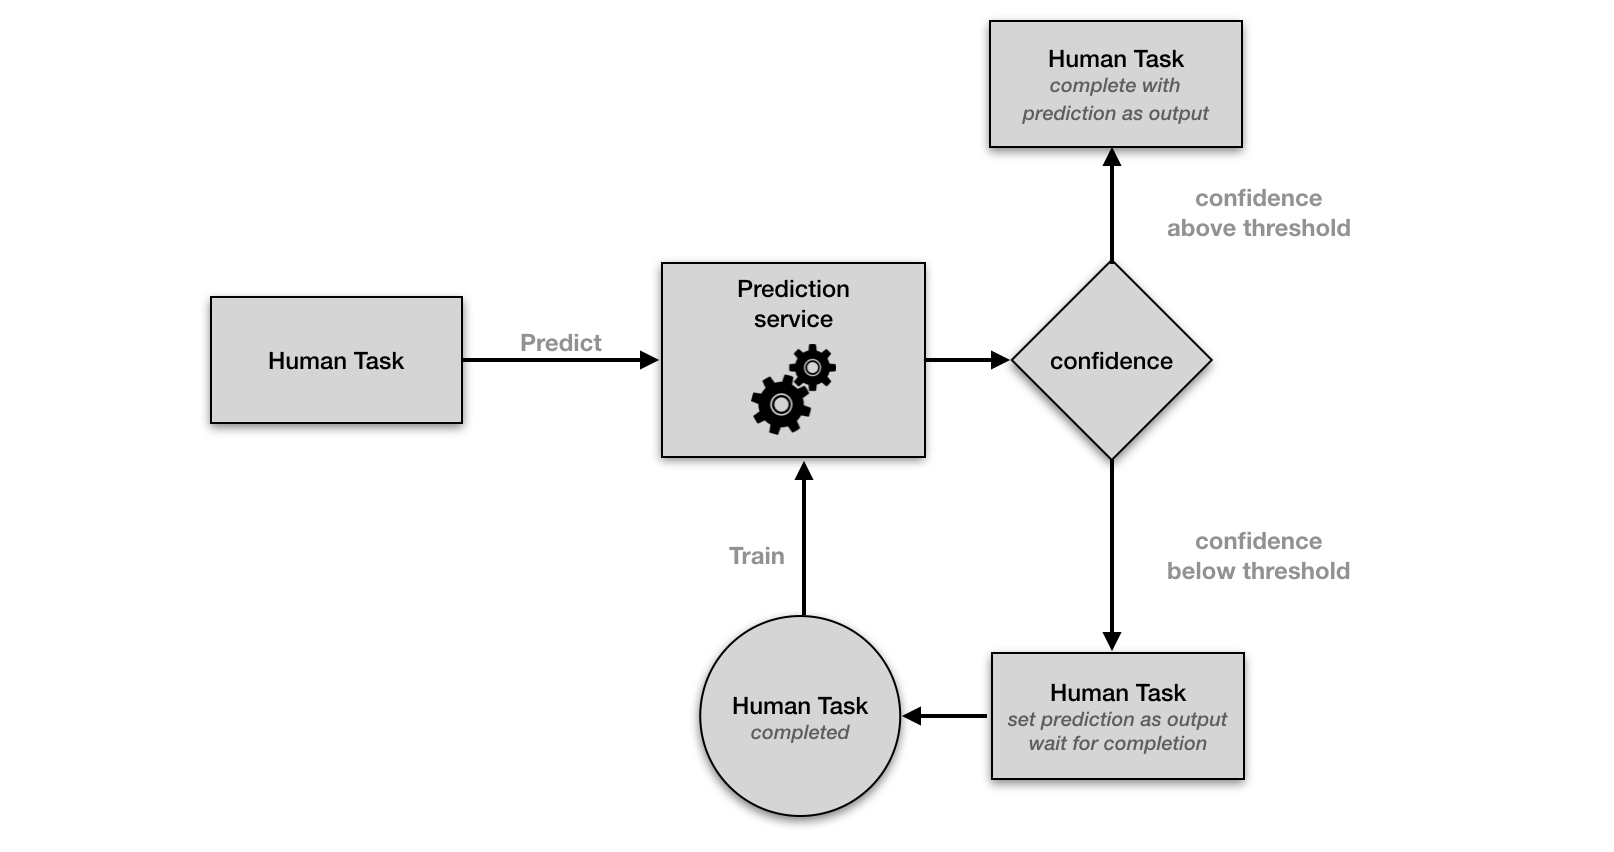 Human Task
complete with
prediction as output
confidence
above threshold
Prediction
service
Predict
Human Task
confidence
Train
confidence
below threshold
Human Task
completed
Human Task
set prediction as output
wait for completion